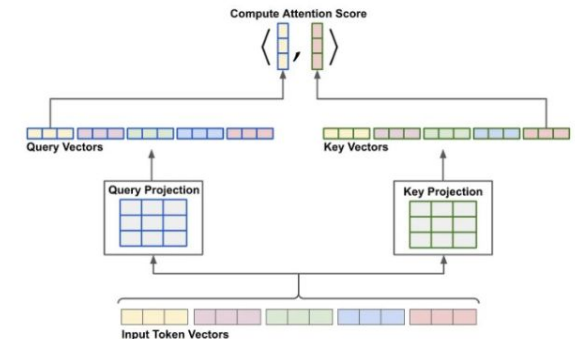 Compute Attention Score
⟨ , ⟩
Query Vectors
Key Vectors
Query Projection
Key Projection
Input Token Vectors